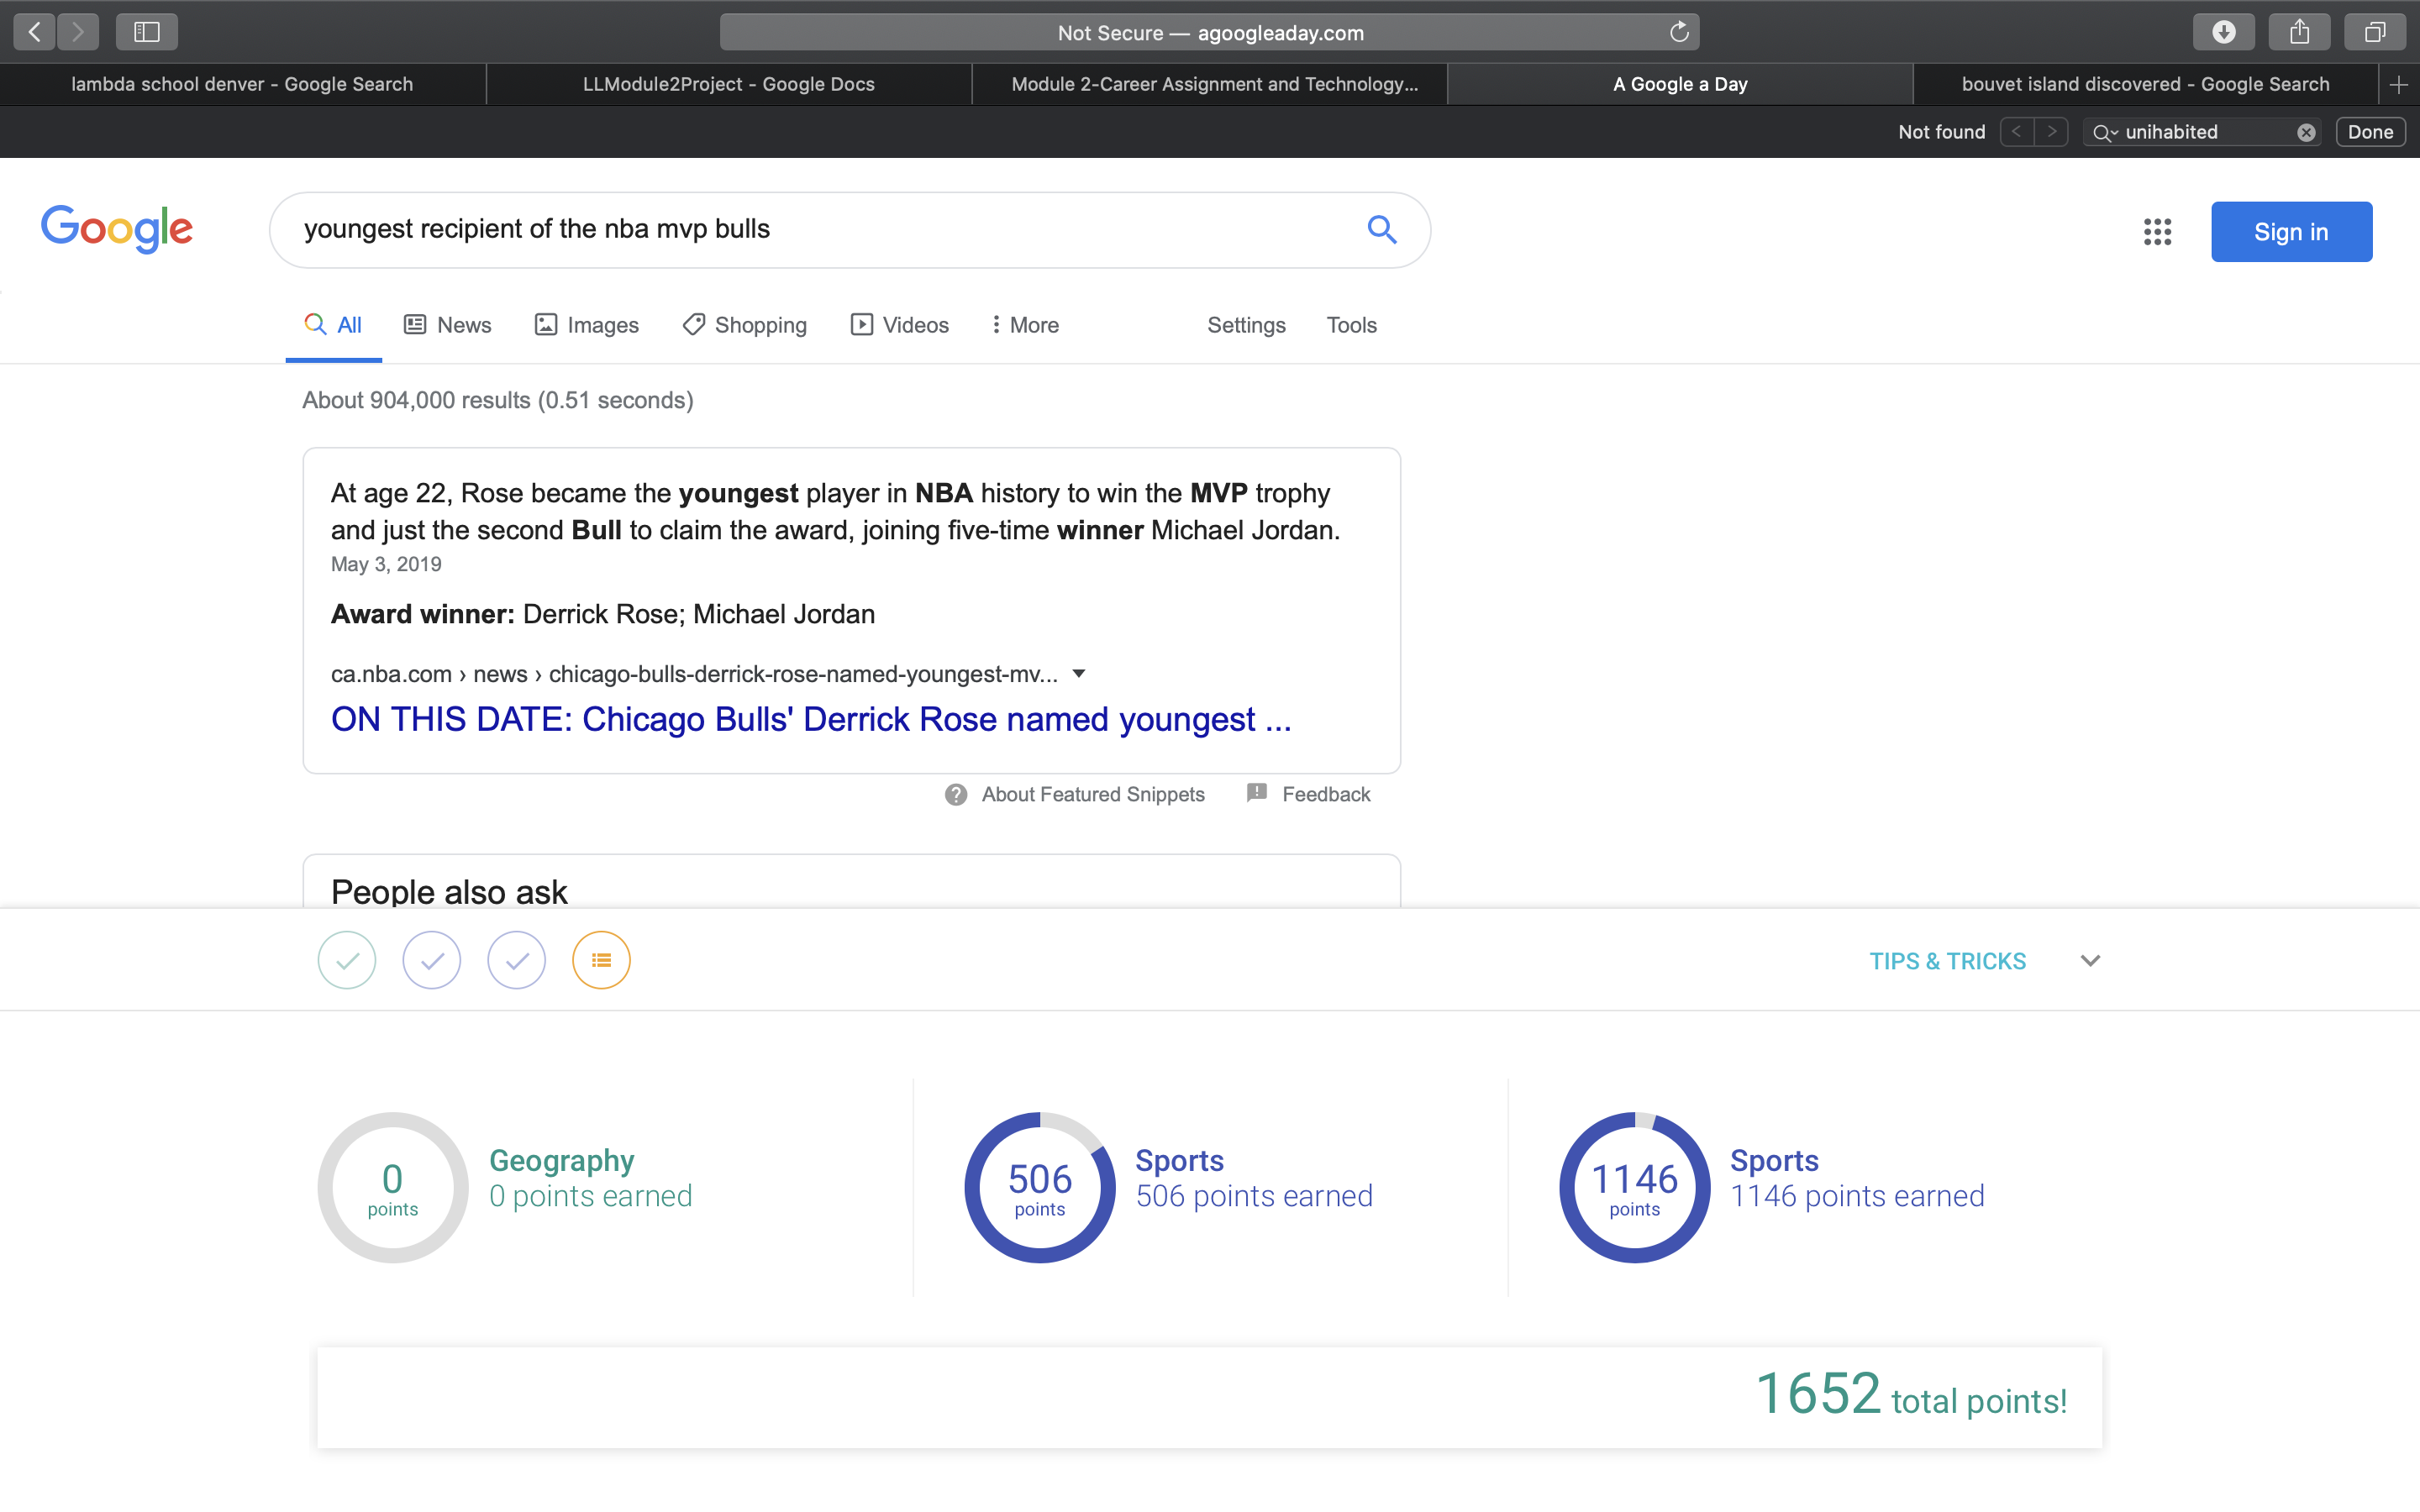 Not Secure — agoogleaday.com
lambda school denver - Google Search
LLModule2Project - Google Docs
Module 2-Career Assignment and Technology...
A Google a Day
bouvet island discovered - Google Search
Not found
unihabited
Done
Google
youngest recipient of the nba mvp bulls
Sign in
All
News
Images
Shopping
Videos
More
Settings
Tools
About 904,000 results (0.51 seconds)
At age 22, Rose became the youngest player in NBA history to win the MVP trophy
and just the second Bull to claim the award, joining five-time winner Michael Jordan.
May 3, 2019
Award winner: Derrick Rose; Michael Jordan
ca.nba.com › news › chicago-bulls-derrick-rose-named-youngest-mv...
ON THIS DATE: Chicago Bulls' Derrick Rose named youngest ...
About Featured Snippets
Feedback
People also ask
TIPS & TRICKS
0
points
Geography
0 points earned
506
points
Sports
506 points earned
1146
points
Sports
1146 points earned
1652 total points!